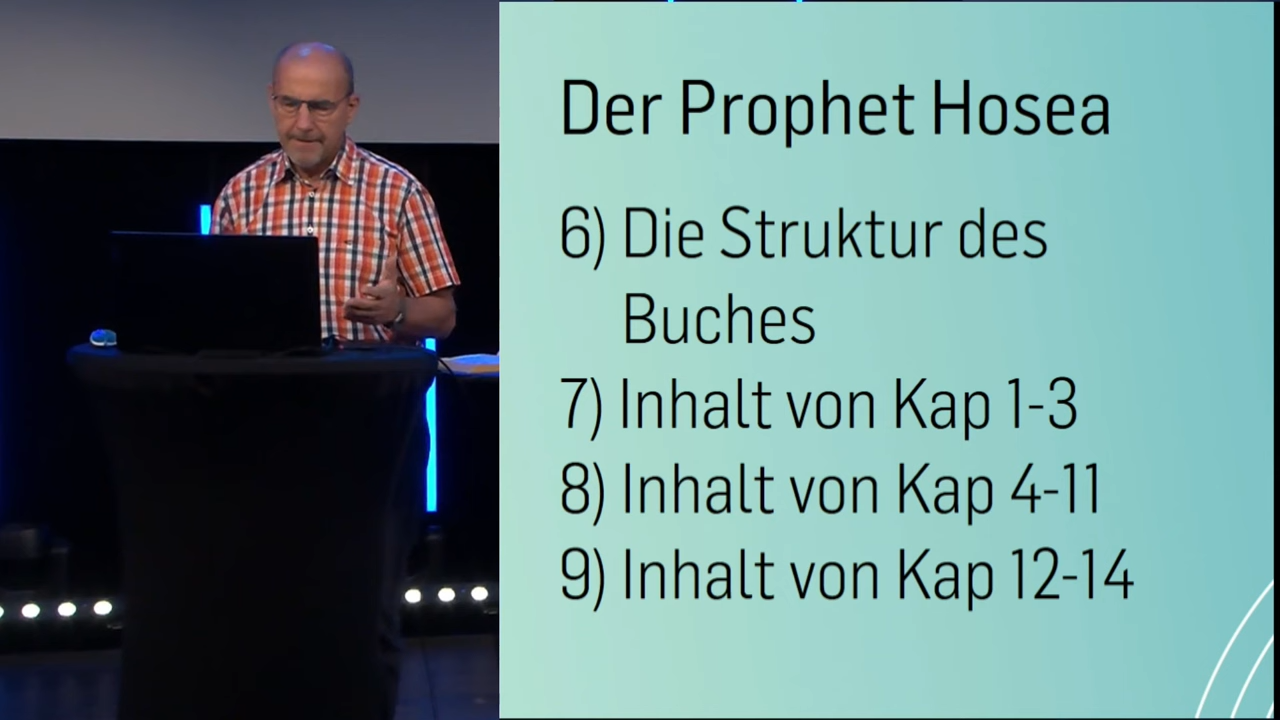 Der Prophet Hosea
6) Die Struktur des
Buches
7) Inhalt von Kap 1-3
8) Inhalt von Kap 4-11
9) Inhalt von Kap 12-14